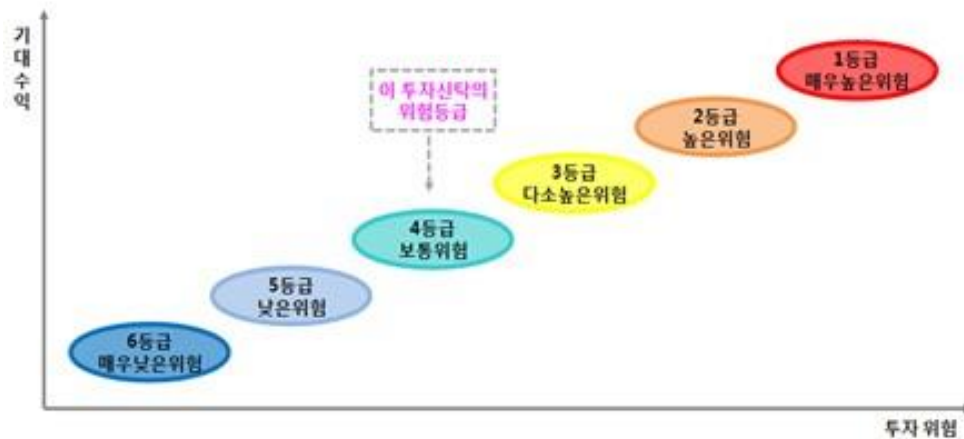 기
대
수
익
1등급
매우높은위험
이 투자신탁의
위험등급
2등급
높은위험
3등급
다소높은위험
4등급
보통위험
5등급
낮은위험
6등급
매우낮은위험
투자 위험